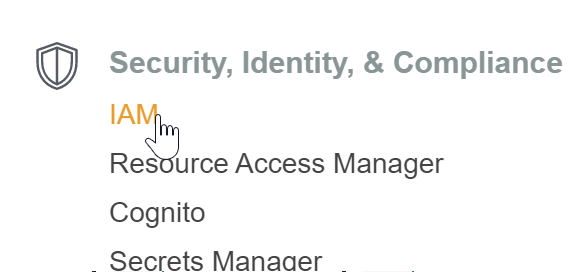 Security, Identity, & Compliance
IAM
Resource Access Manager
Cognito
Secrets Manager